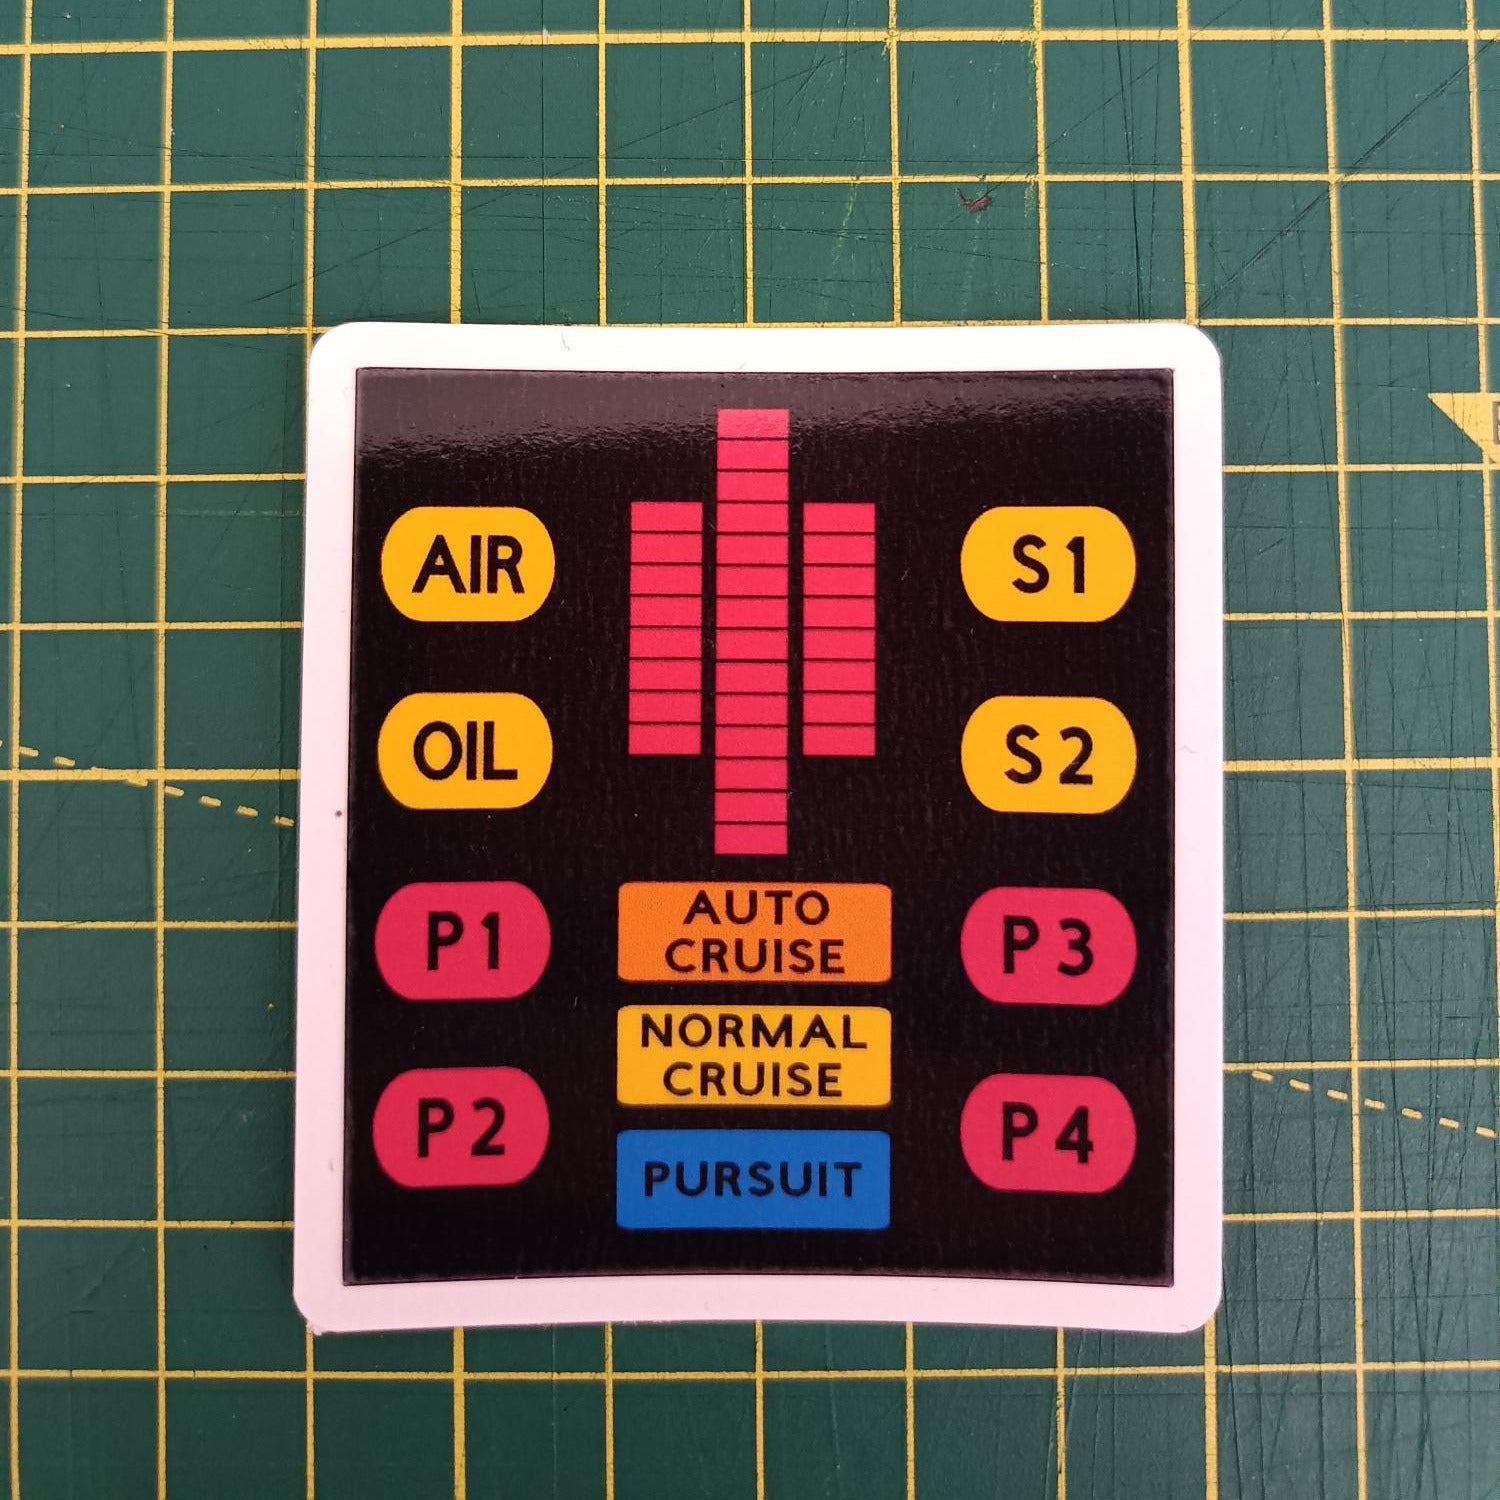 AIR
S1
OIL
S2
P1
AUTO
CRUISE
P3
NORMAL
CRUISE
P2
PURSUIT
P4